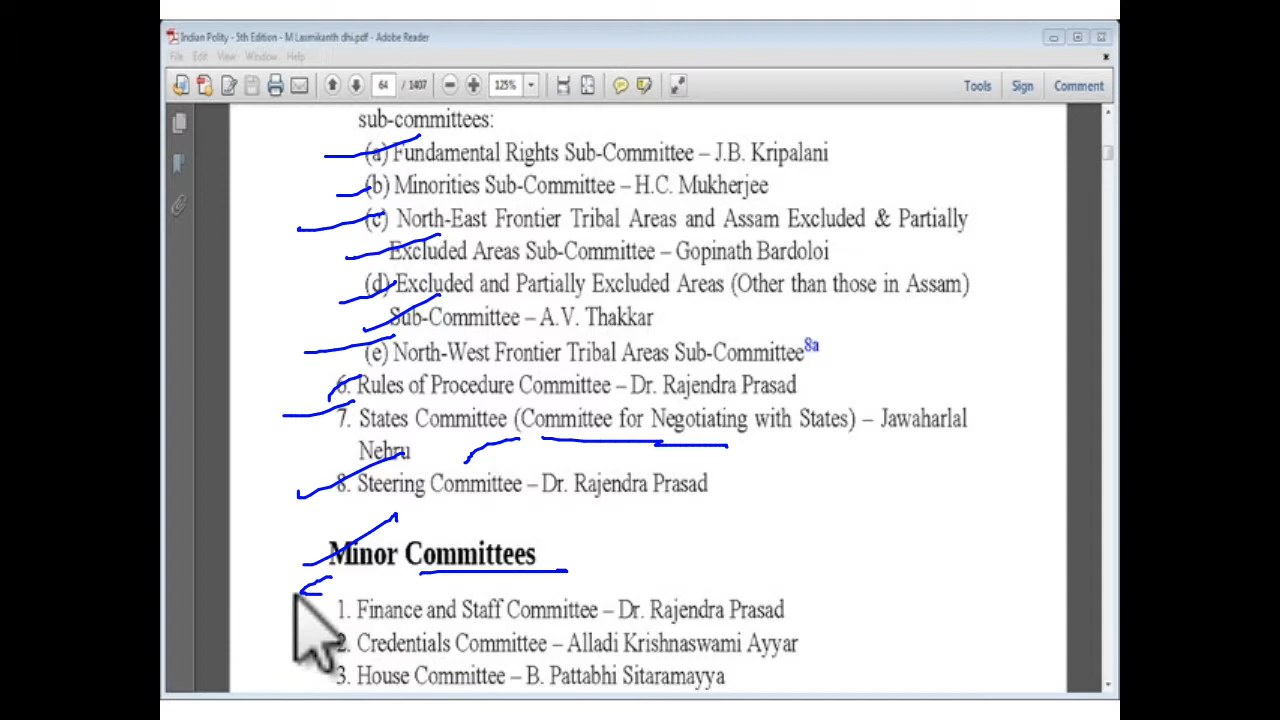 Indian Polity - 5th Edition - M Laxmikanth dhi.pdf - Adobe Reader
File Edit View Window Help
64 / 1407 125% Tools Sign Comment
sub-committees:
(a) Fundamental Rights Sub-Committee – J.B. Kripalani
(b) Minorities Sub-Committee – H.C. Mukherjee
(c) North-East Frontier Tribal Areas and Assam Excluded & Partially
Excluded Areas Sub-Committee – Gopinath Bardoloi
(d) Excluded and Partially Excluded Areas (Other than those in Assam)
Sub-Committee – A.V. Thakkar
(e) North-West Frontier Tribal Areas Sub-Committee8a
6. Rules of Procedure Committee – Dr. Rajendra Prasad
7. States Committee (Committee for Negotiating with States) – Jawaharlal
Nehru
8. Steering Committee – Dr. Rajendra Prasad
Minor Committees
1. Finance and Staff Committee – Dr. Rajendra Prasad
2. Credentials Committee – Alladi Krishnaswami Ayyar
3. House Committee – B. Pattabhi Sitaramayya